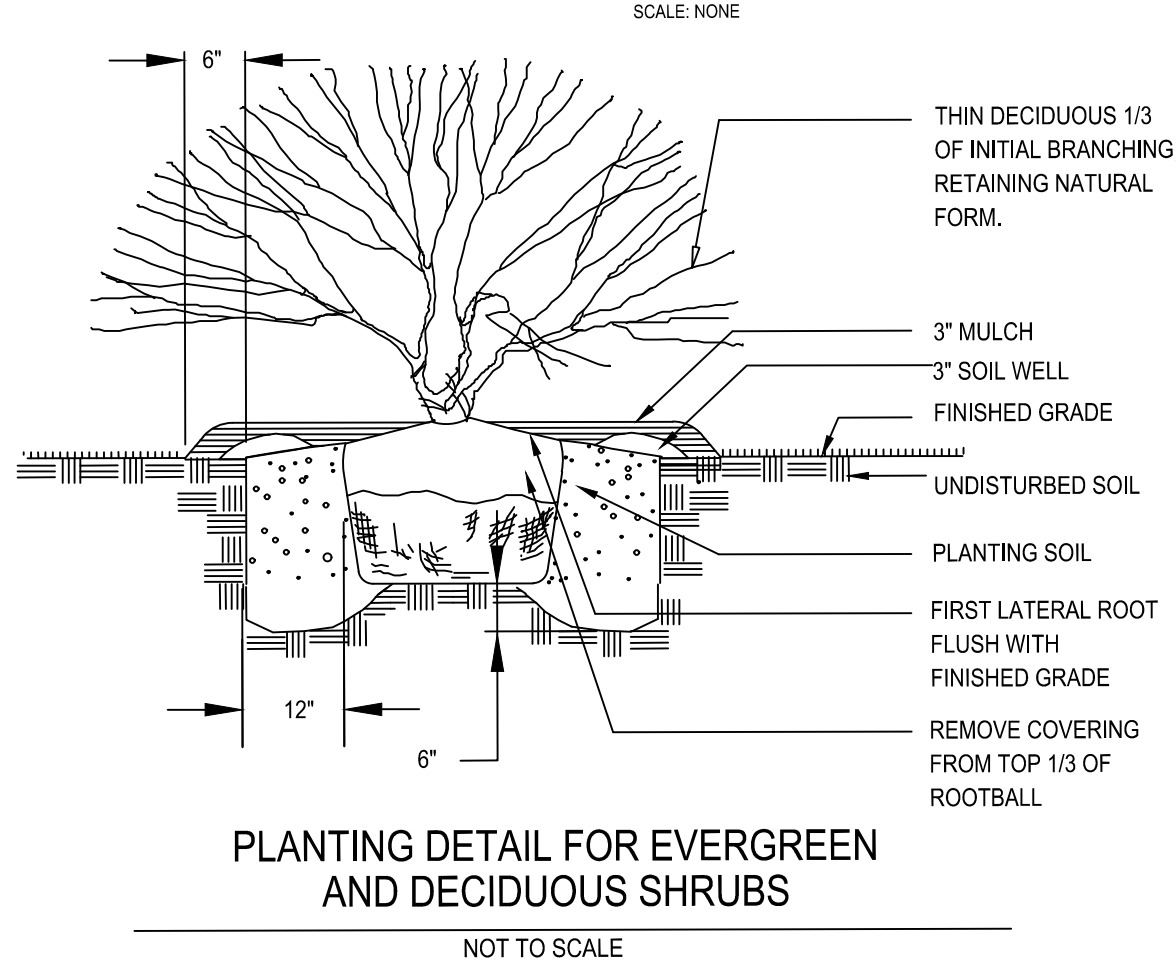 SCALE: NONE
6"
THIN DECIDUOUS 1/3
OF INITIAL BRANCHING
RETAINING NATURAL
FORM.
3" MULCH
3" SOIL WELL
FINISHED GRADE
UNDISTURBED SOIL
PLANTING SOIL
FIRST LATERAL ROOT
FLUSH WITH
FINISHED GRADE
12"
6"
REMOVE COVERING
FROM TOP 1/3 OF
ROOTBALL
PLANTING DETAIL FOR EVERGREEN
AND DECIDUOUS SHRUBS
NOT TO SCALE